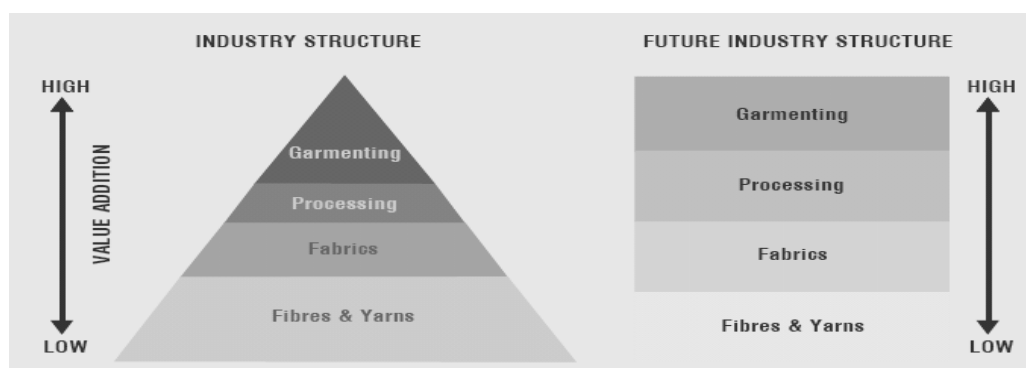 INDUSTRY STRUCTURE
HIGH
VALUE ADDITION
LOW
Garmenting
Processing
Fabrics
Fibres & Yarns
FUTURE INDUSTRY STRUCTURE
Garmenting
Processing
Fabrics
Fibres & Yarns
HIGH
LOW